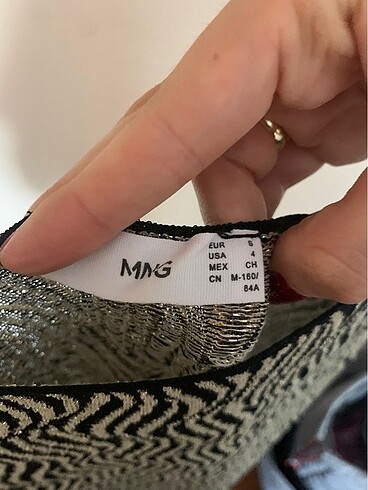 MNG
EUR S
USA 4
MEX CH
CN M-160/
84A